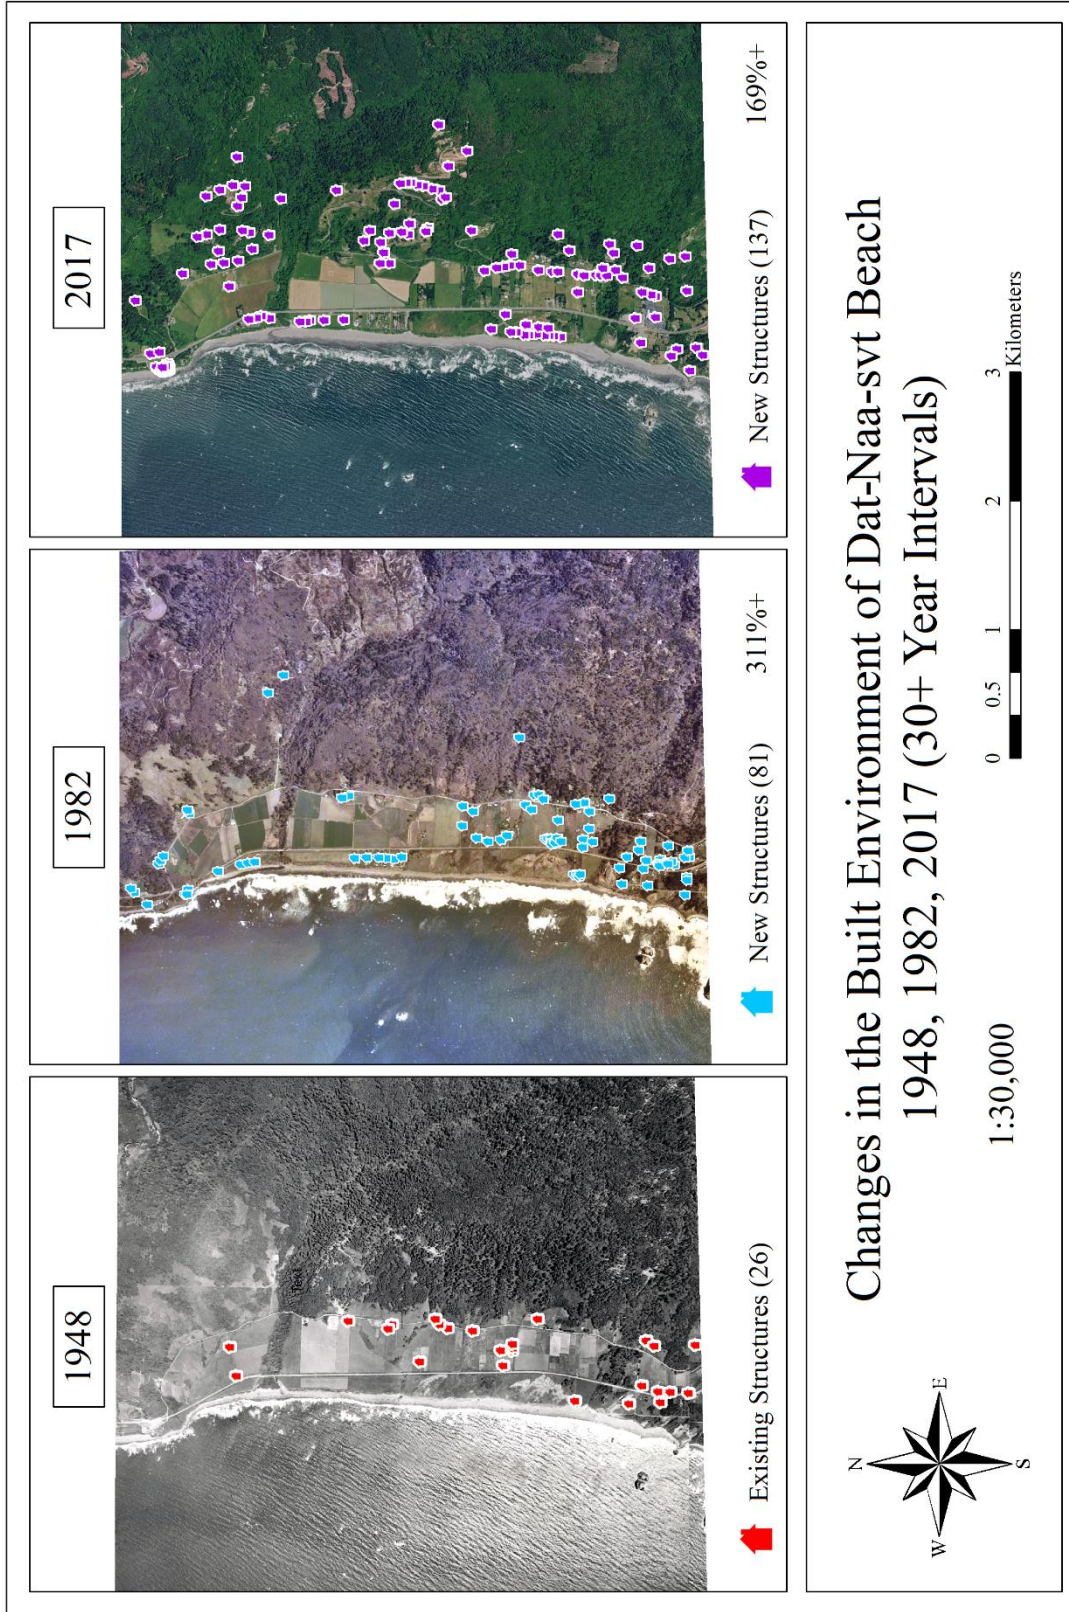 1948
Existing Structures (26)
1982
New Structures (81)
311%+
2017
New Structures (137)
169%+
Changes in the Built Environment of Dat-Naa-svt Beach
1948, 1982, 2017 (30+ Year Intervals)
N
W
E
S
1:30,000
0 0.5 1 2 3
Kilometers